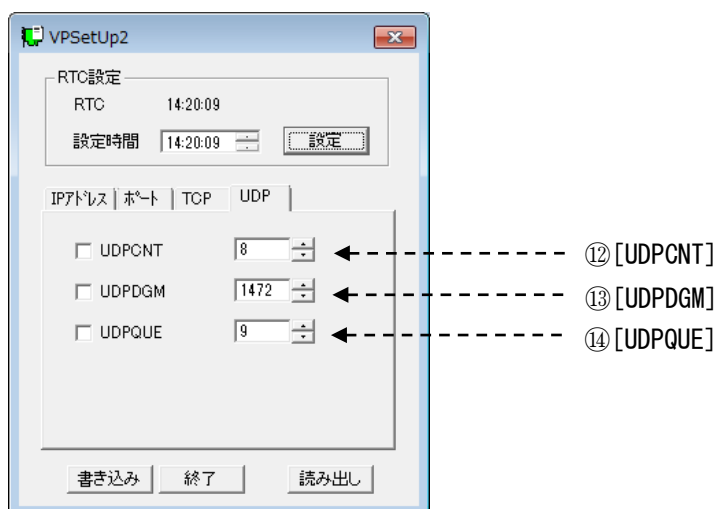 VPSetUp2
RTC設定
RTC 14:20:09
設定時間 14:20:09 設定
IPアドレス ポート TCP UDP
UDPCNT 8 ⑫[UDPCNT]
UDPDGM 1472 ⑬[UDPDGM]
UDPQUE 9 ⑭[UDPQUE]
書き込み 終了 読み出し